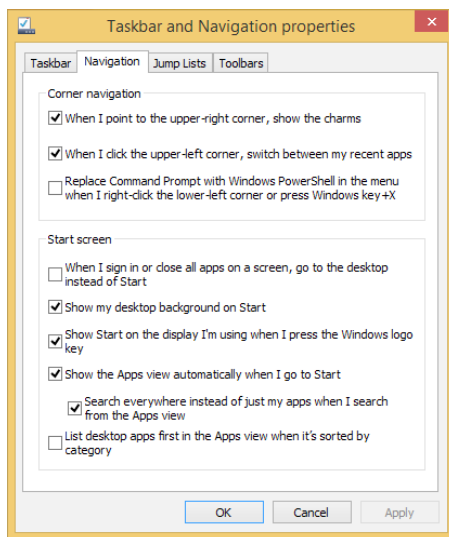 Taskbar and Navigation properties
Taskbar Navigation Jump Lists Toolbars
Corner navigation
When I point to the upper-right corner, show the charms
When I click the upper-left corner, switch between my recent apps
Replace Command Prompt with Windows PowerShell in the menu
when I right-click the lower-left corner or press Windows key+X
Start screen
When I sign in or close all apps on a screen, go to the desktop
instead of Start
Show my desktop background on Start
Show Start on the display I'm using when I press the Windows logo
key
Show the Apps view automatically when I go to Start
Search everywhere instead of just my apps when I search
from the Apps view
List desktop apps first in the Apps view when it's sorted by
category
OK Cancel Apply